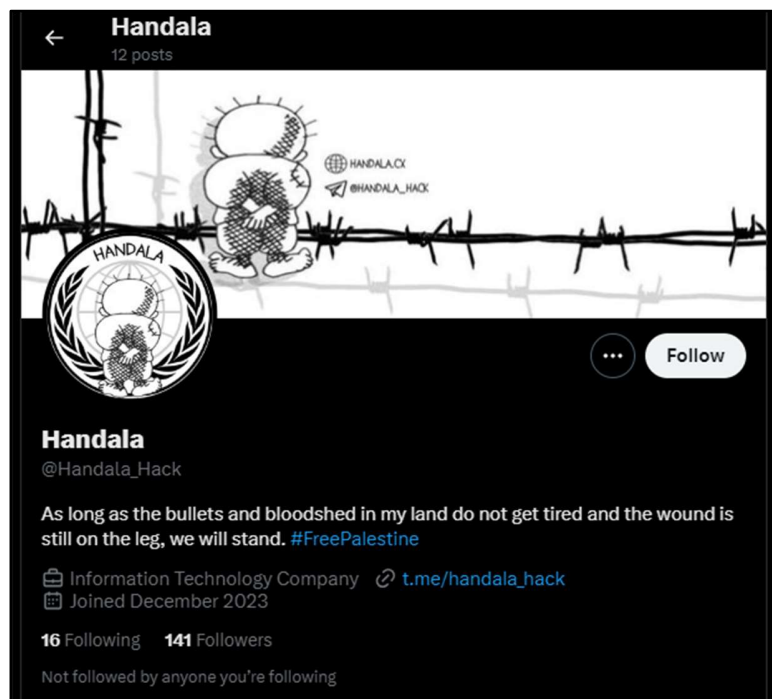 Handala
12 posts
HANDALA.CX
@HANDALA_HACK
HANDALA
Follow
Handala
@Handala_Hack
As long as the bullets and bloodshed in my land do not get tired and the wound is
still on the leg, we will stand. #FreePalestine
Information Technology Company t.me/handala_hack
Joined December 2023
16 Following 141 Followers
Not followed by anyone you’re following